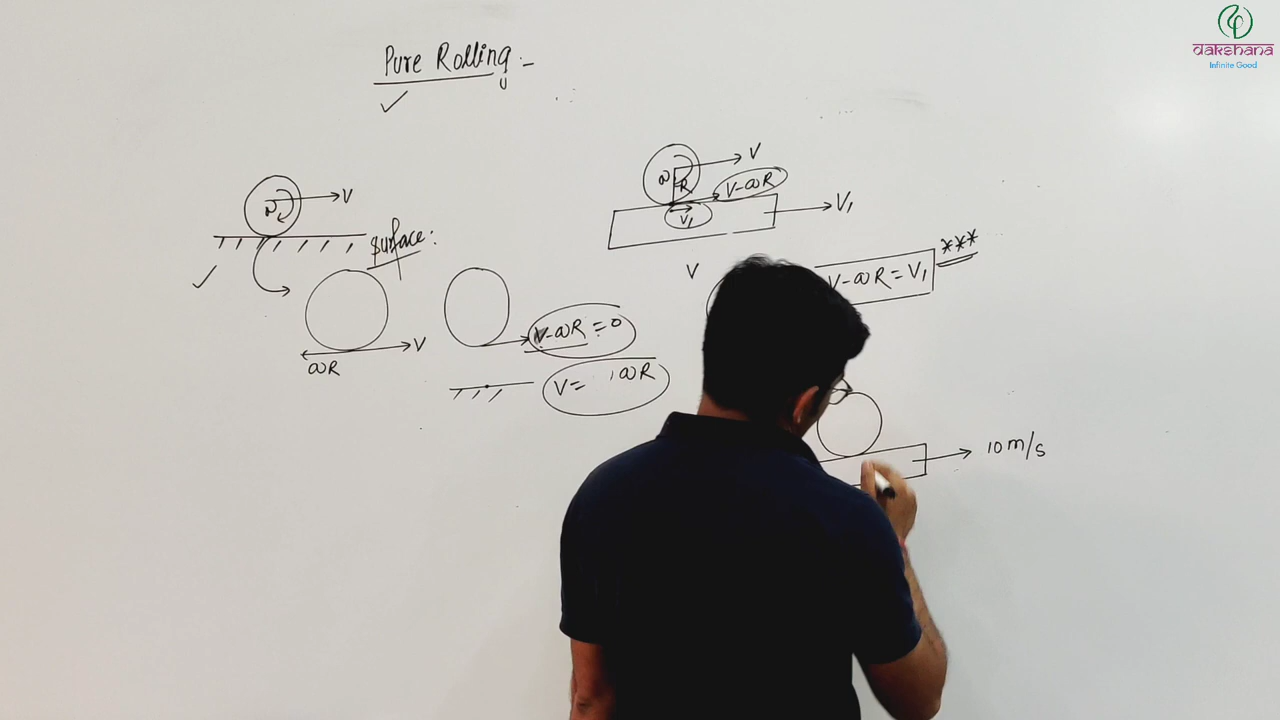 Pure Rolling :-
dakshana
Infinite Good
ω
V
surface:
ωR
V
V-ωR = 0
V = ωR
ω
R
V
V-ωR
V₁
V₁
V
V-ωR = V₁
***
10 m/s